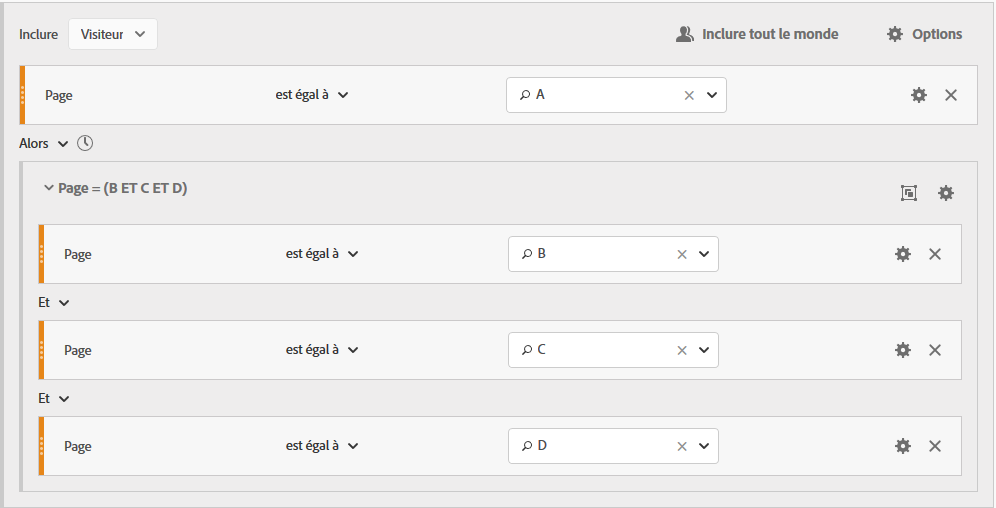 Inclure Visiteur Inclure tout le monde Options
Page est égal à A
Alors
Page = (B ET C ET D)
Page est égal à B
Et
Page est égal à C
Et
Page est égal à D